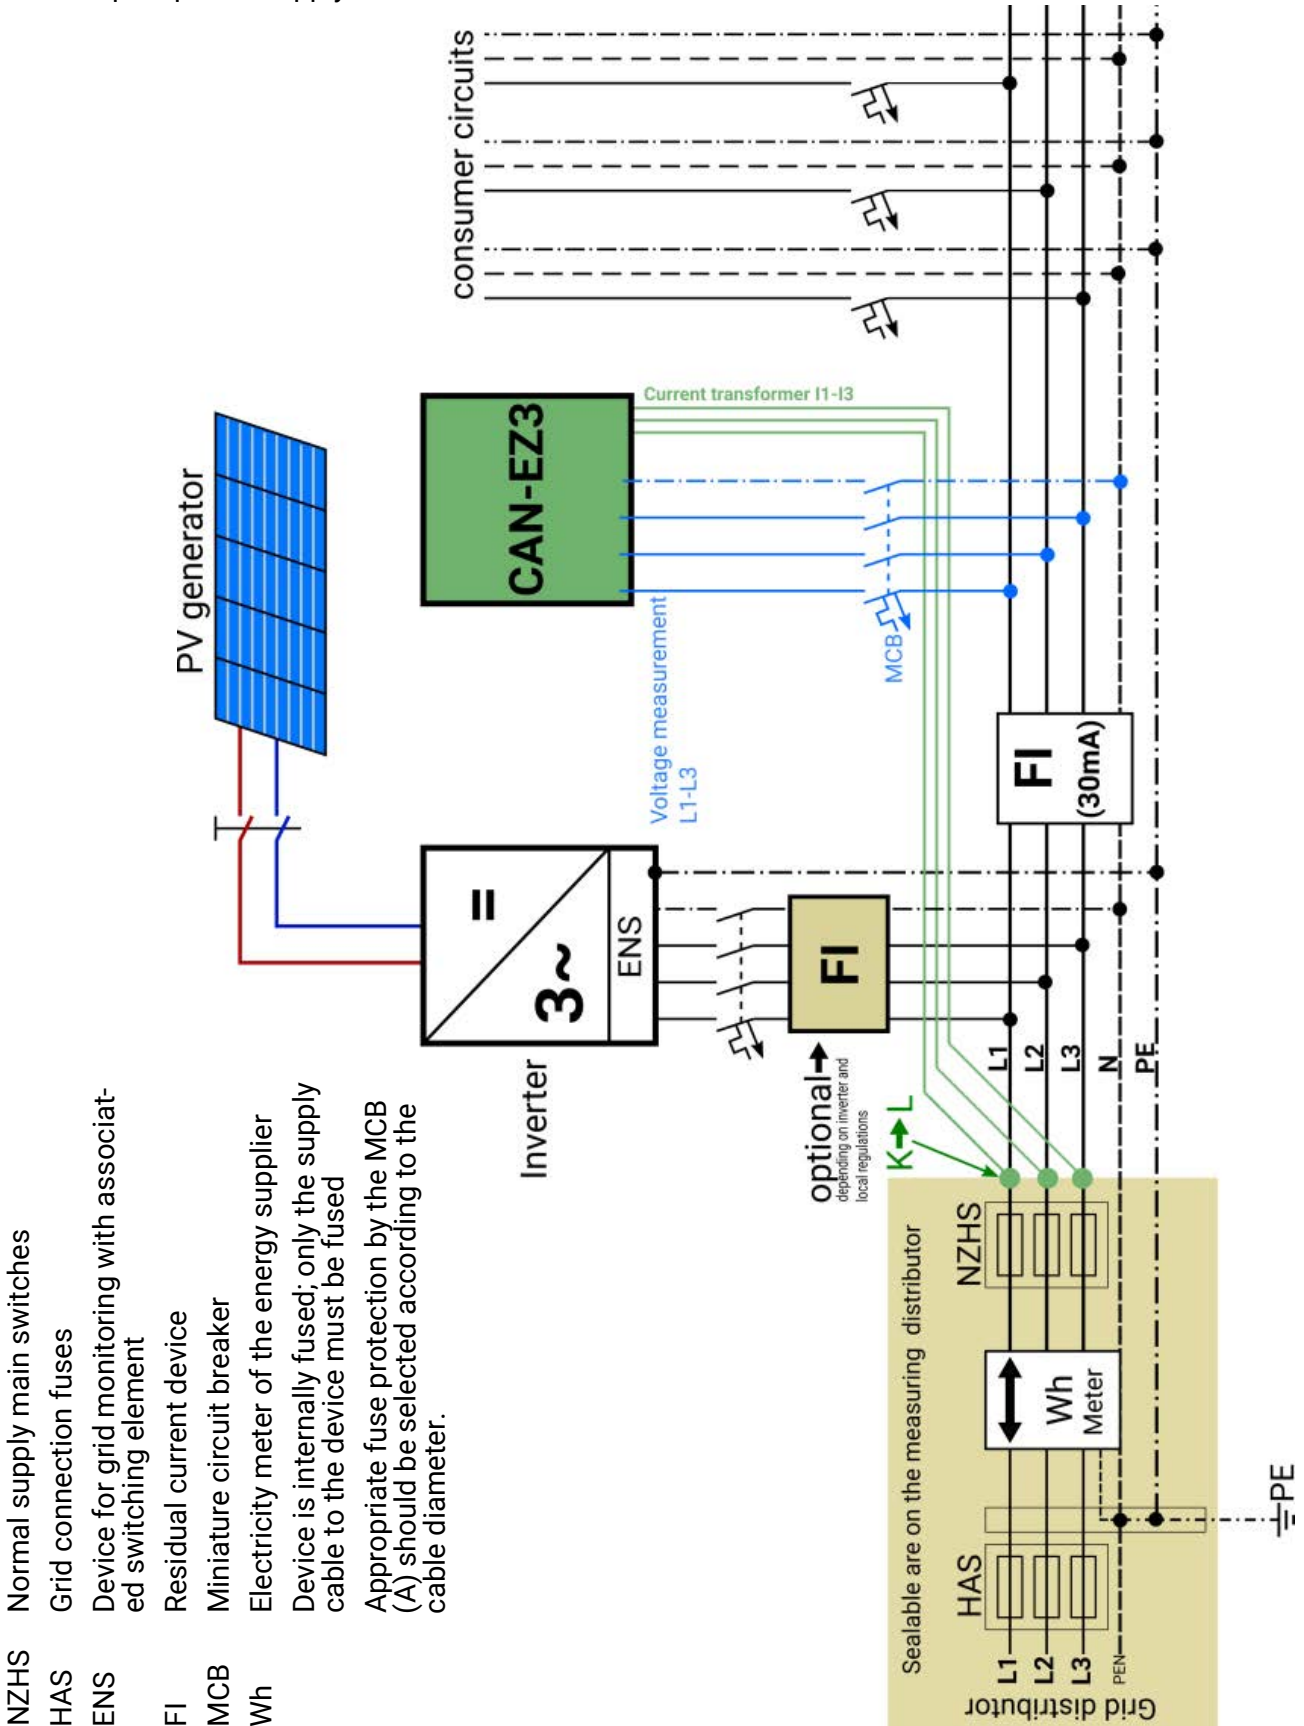 NZHS Normal supply main switches
HAS Grid connection fuses
ENS Device for grid monitoring with associat-
ed switching element
FI Residual current device
MCB Miniature circuit breaker
Wh Electricity meter of the energy supplier
Device is internally fused; only the supply
cable to the device must be fused
Appropriate fuse protection by the MCB
(A) should be selected according to the
cable diameter.
PV generator
consumer circuits
CAN-EZ3
Current transformer I1-I3
Voltage measurement
L1-L3
MCB
Inverter
=
3~
ENS
FI
optional
depending on inverter and
local regulations
K L
FI
(30mA)
L1
L2
L3
N
PE
Sealable are on the measuring distributor
NZHS
Wh
Meter
HAS
L1
L2
L3
PEN
Grid distributor
PE